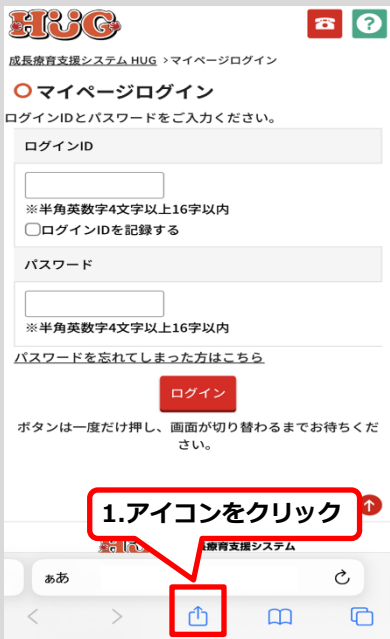 HUG
成長療育支援システム HUG >マイページログイン
マイページログイン
ログインIDとパスワードをご入力ください。
ログインID
※半角英数字4文字以上16字以内
ログインIDを記録する
パスワード
※半角英数字4文字以上16字以内
パスワードを忘れてしまった方はこちら
ログイン
ボタンは一度だけ押し、画面が切り替わるまでお待ちくだ
さい。
1.アイコンをクリック
療育支援システム
ぁあ